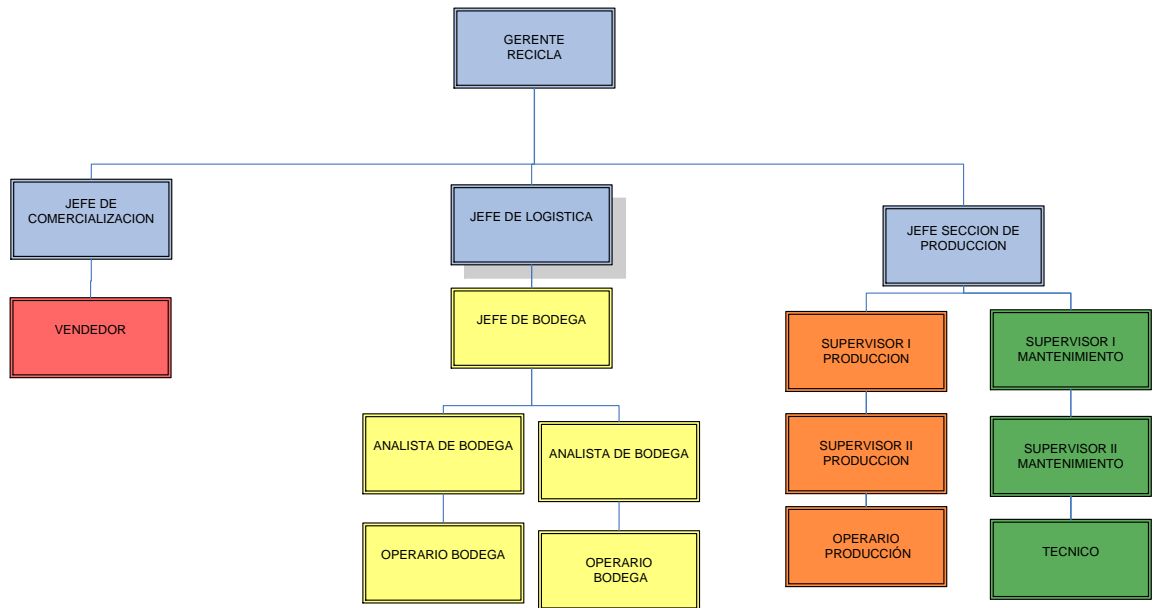 GERENTE
RECICLA
JEFE DE
COMERCIALIZACION
JEFE DE LOGISTICA
JEFE SECCION DE
PRODUCCION
VENDEDOR
JEFE DE BODEGA
SUPERVISOR I
PRODUCCION
SUPERVISOR I
MANTENIMIENTO
ANALISTA DE BODEGA
ANALISTA DE BODEGA
SUPERVISOR II
PRODUCCION
SUPERVISOR II
MANTENIMIENTO
OPERARIO BODEGA
OPERARIO
BODEGA
OPERARIO
PRODUCCIÓN
TECNICO